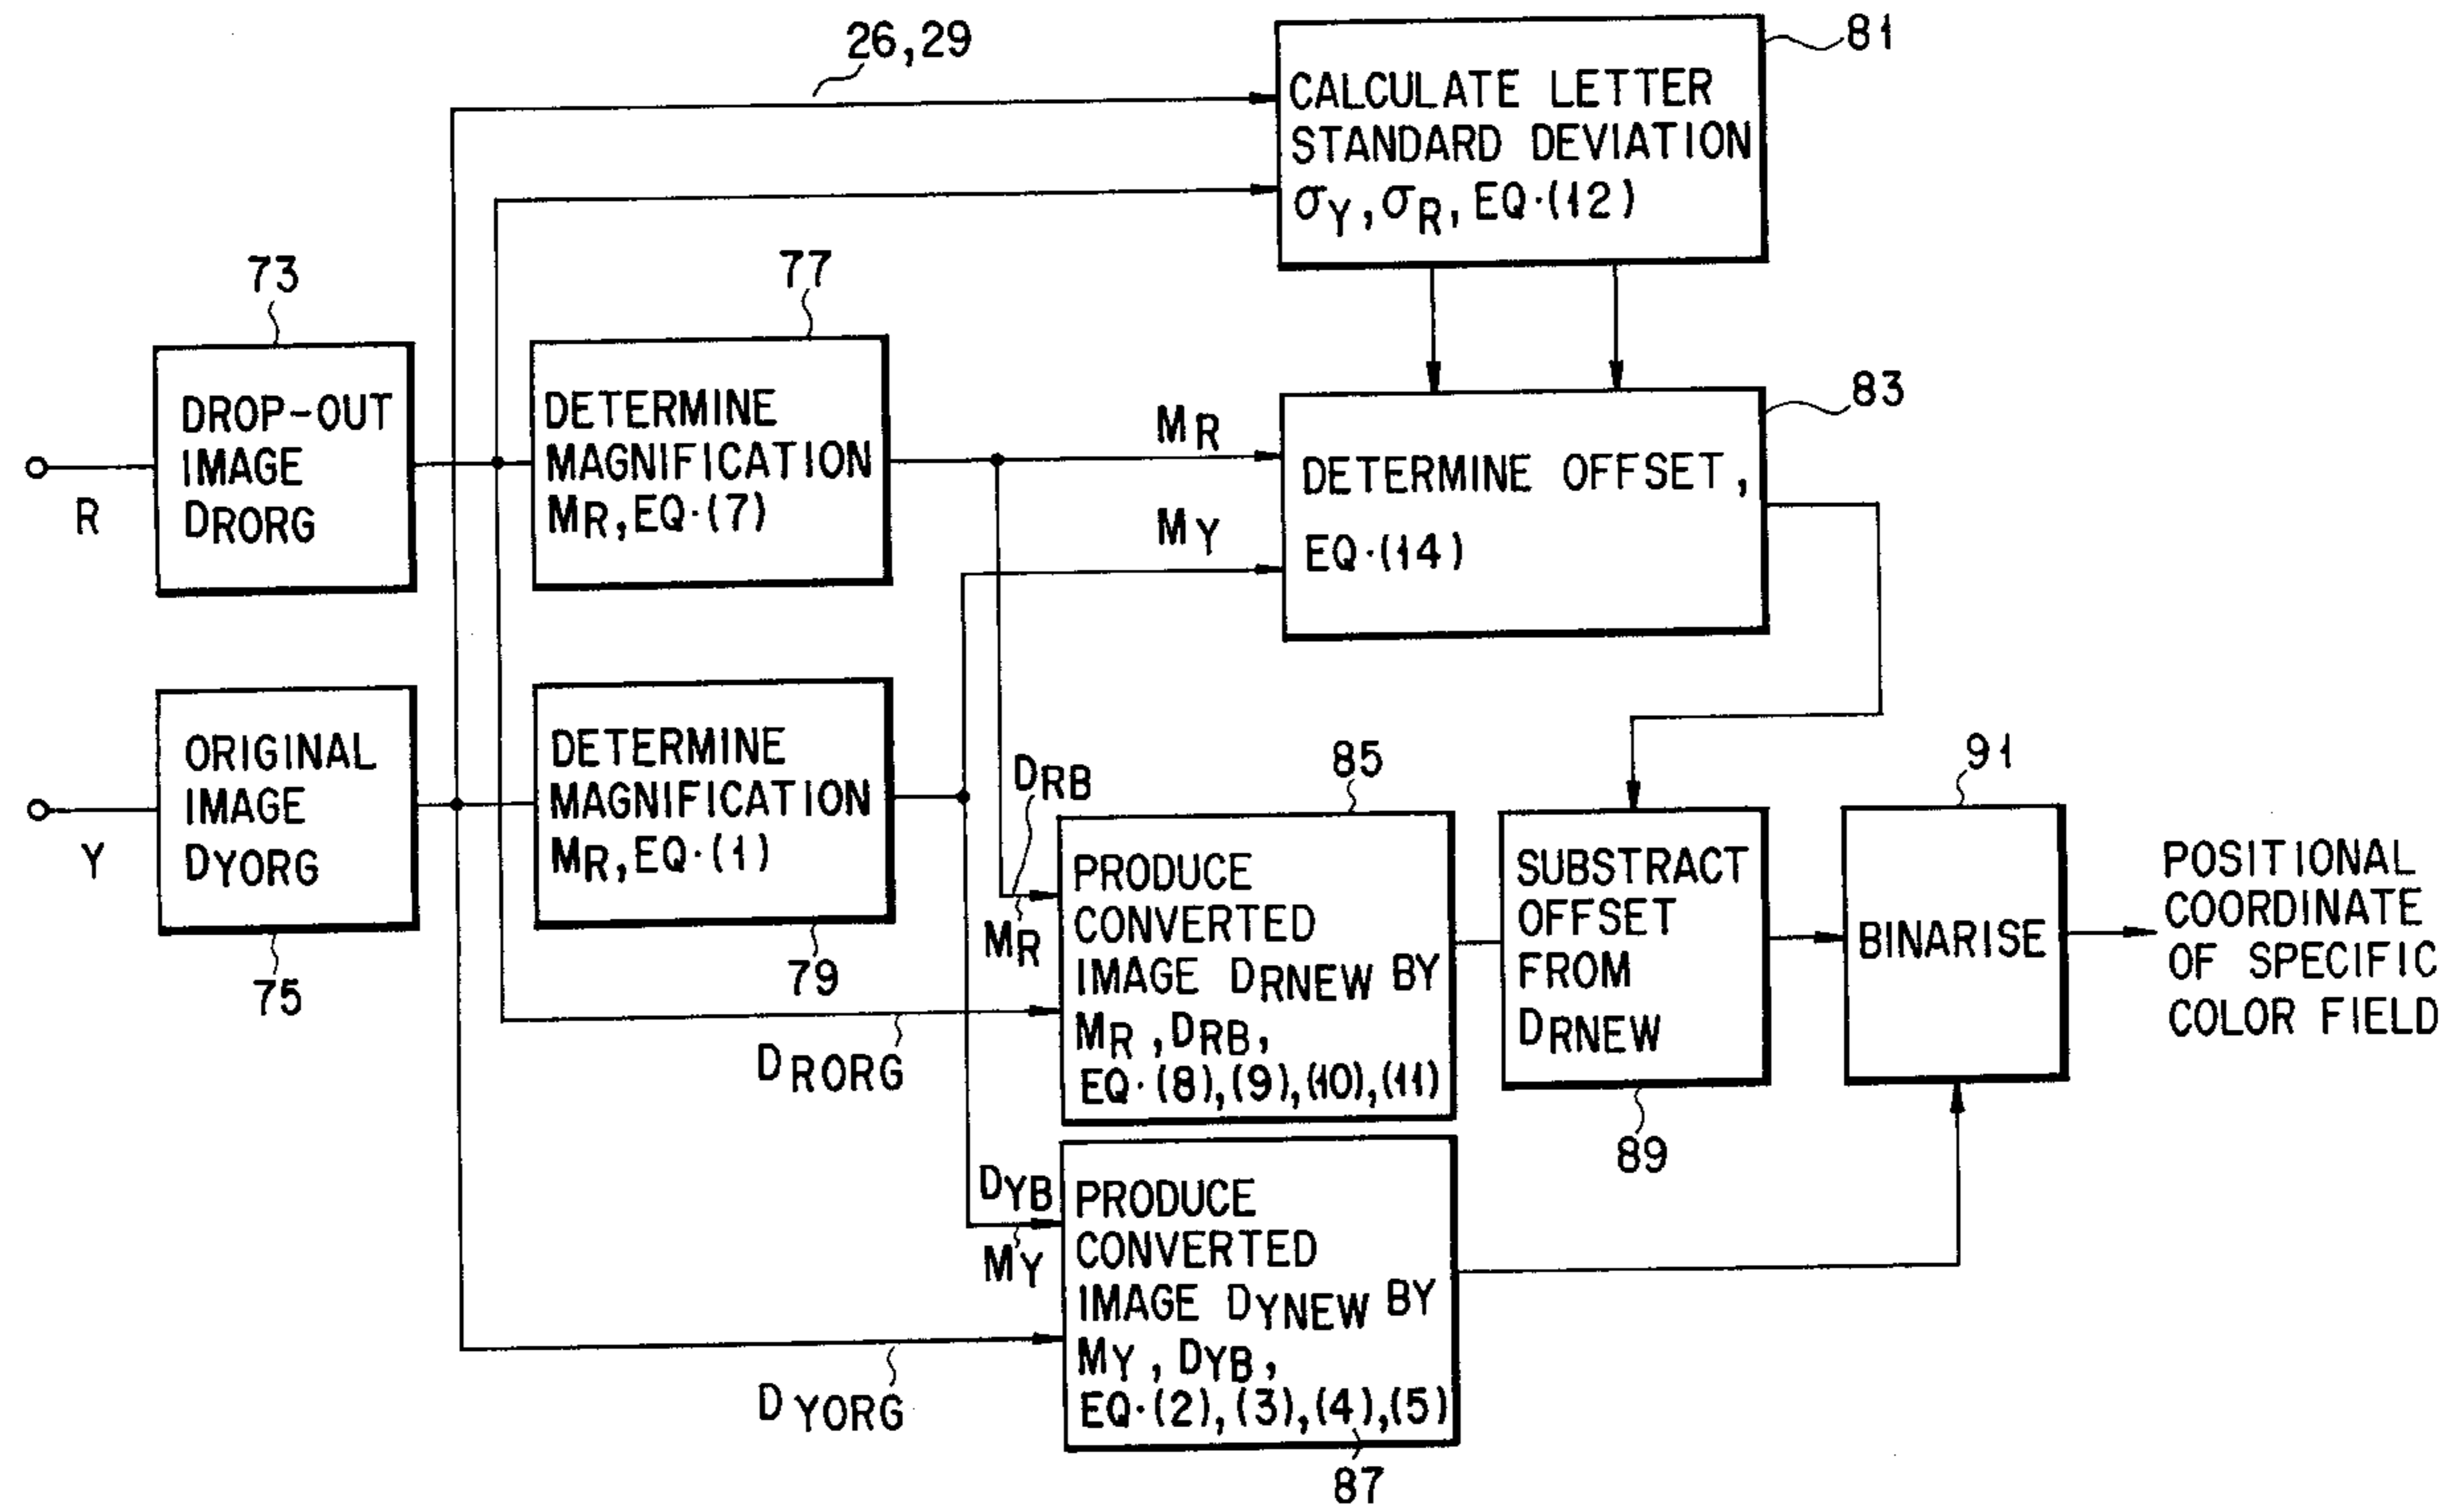 26,29
81
CALCULATE LETTER
STANDARD DEVIATION
σY, σR, EQ.(12)
73
77
DROP-OUT
IMAGE
DRORG
R
DETERMINE
MAGNIFICATION
MR, EQ.(7)
MR
MY
83
DETERMINE OFFSET,
EQ.(14)
ORIGINAL
IMAGE
DYORG
Y
75
DETERMINE
MAGNIFICATION
MR, EQ.(1)
79
DRB
MR
DRORG
85
PRODUCE
CONVERTED
IMAGE DRNEW BY
MR, DRB,
EQ.(8),(9),(10),(11)
SUBSTRACT
OFFSET
FROM
DRNEW
89
91
BINARISE
POSITIONAL
COORDINATE
OF SPECIFIC
COLOR FIELD
DYB
MY
DYORG
PRODUCE
CONVERTED
IMAGE DYNEW BY
MY, DYB,
EQ.(2),(3),(4),(5)
87